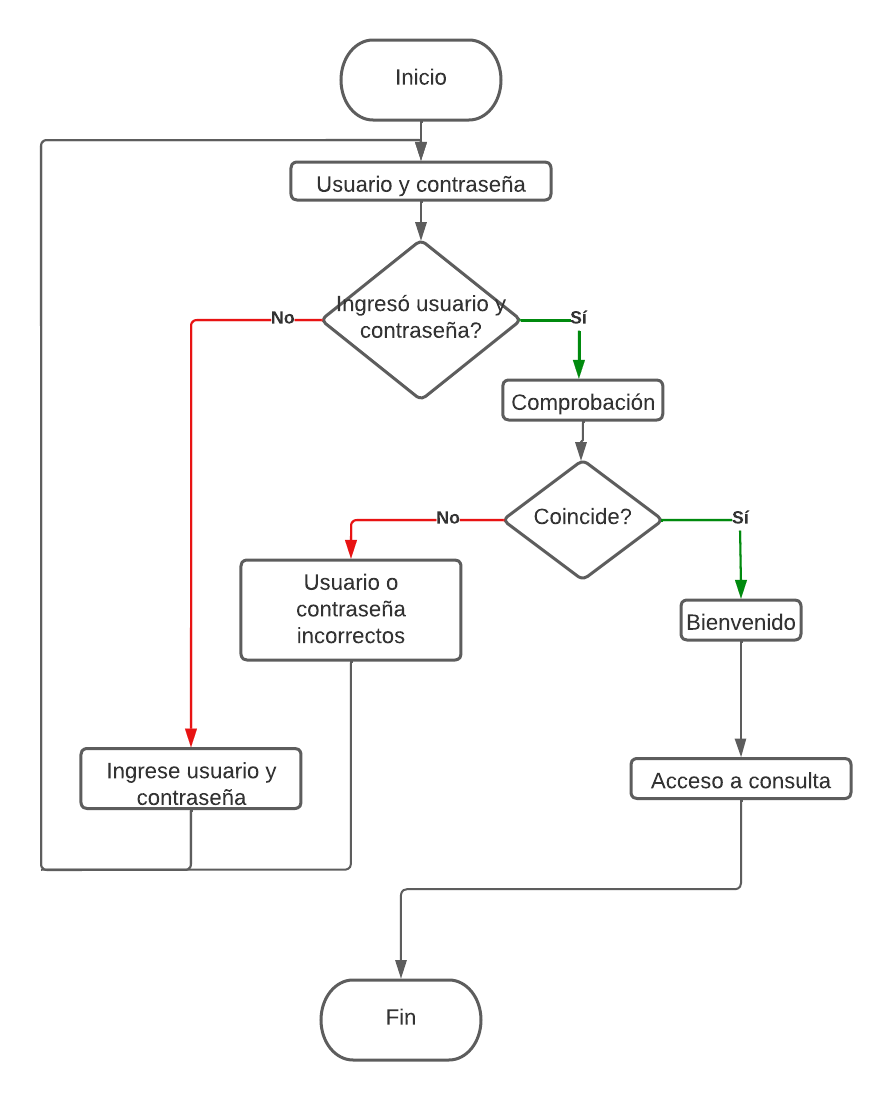 Inicio
Usuario y contraseña
Ingresó usuario y
contraseña?
No
Sí
Comprobación
Coincide?
No
Sí
Usuario o
contraseña
incorrectos
Bienvenido
Ingrese usuario y
contraseña
Acceso a consulta
Fin